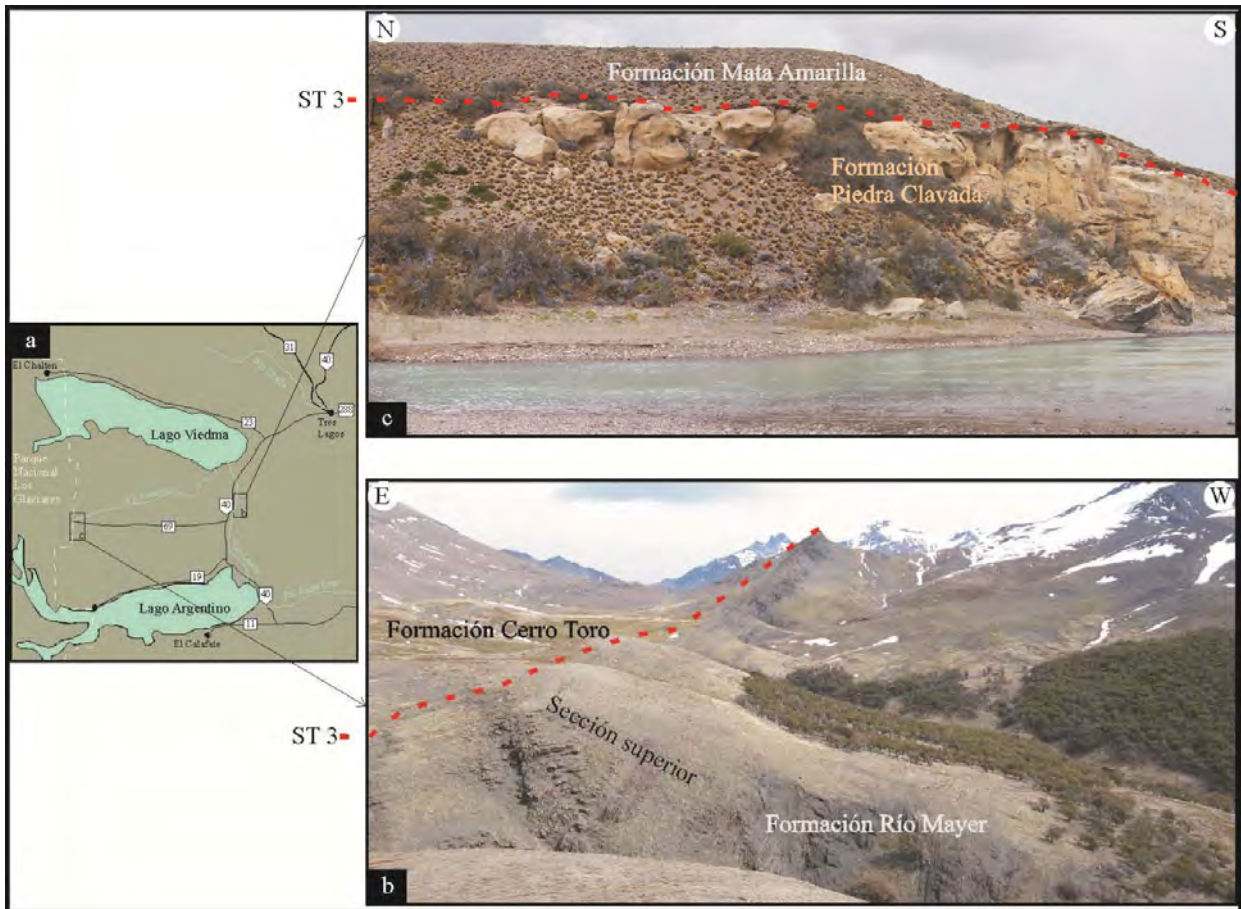 N
S
ST 3
Formación Mata Amarilla
Formación
Piedra Clavada
c
a
El Chaltén
31
40
Lago Viedma
23
288
Tres
Lagos
Parque
Nacional
Los
Glaciares
40
b
69
c
19
Lago Argentino
40
11
El Calafate
E
W
Formación Cerro Toro
ST 3
Sección superior
Formación Río Mayer
b